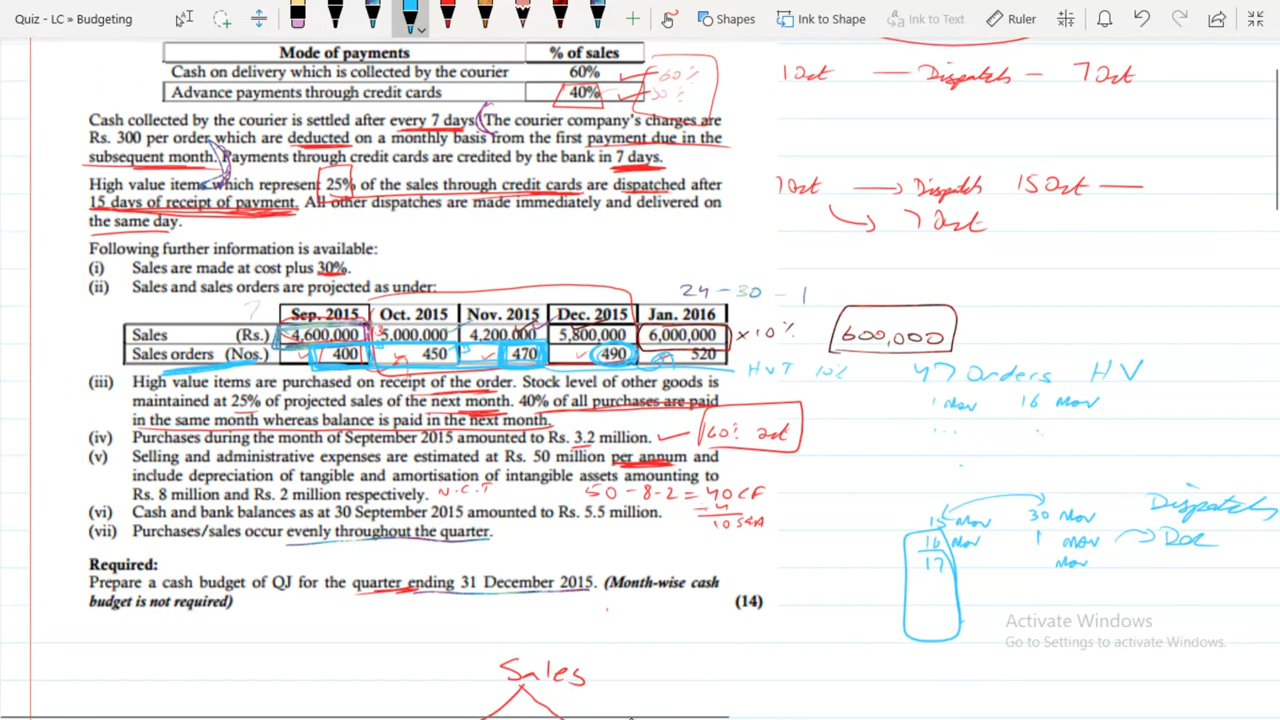 Quiz - LC > Budgeting
Shapes
Ink to Shape
Ink to Text
Ruler
Mode of payments % of sales
Cash on delivery which is collected by the courier 60%
60%
Advance payments through credit cards 40%
Cash collected by the courier is settled after every 7 days. The courier company's charges are
Rs. 300 per order which are deducted on a monthly basis from the first payment due in the
subsequent month. Payments through credit cards are credited by the bank in 7 days.
High value items which represent 25% of the sales through credit cards are dispatched after
15 days of receipt of payment. All other dispatches are made immediately and delivered on
the same day.
Following further information is available:
(i) Sales are made at cost plus 30%.
(ii) Sales and sales orders are projected as under:
24 - 30 - 1
Sep. 2015 Oct. 2015 Nov. 2015 Dec. 2015 Jan. 2016
Sales (Rs.) 4,600,000 5,000,000 4,200,000 5,800,000 6,000,000
x10%
Sales orders (Nos.) 400 450 470 490 520
(iii) High value items are purchased on receipt of the order. Stock level of other goods is
maintained at 25% of projected sales of the next month. 40% of all purchases are paid
in the same month whereas balance is paid in the next month.
(iv) Purchases during the month of September 2015 amounted to Rs. 3.2 million.
60% Oct
(v) Selling and administrative expenses are estimated at Rs. 50 million per annum and
include depreciation of tangible and amortisation of intangible assets amounting to
Rs. 8 million and Rs. 2 million respectively.
50 - 8 - 2 = 40 CF
(vi) Cash and bank balances as at 30 September 2015 amounted to Rs. 5.5 million.
(vii) Purchases/sales occur evenly throughout the quarter.
Required:
Prepare a cash budget of QJ for the quarter ending 31 December 2015. (Month-wise cash
budget is not required)
(14)
Sales
1 Oct — Dispatch — 7 Oct
Oct → Dispatch 15 Oct —
7 Oct
600,000
47 Orders HV
1 Nov 16 Nov
15 Nov 30 Nov
Dispatch
16 Nov 1 Nov
17 Nov
Activate Windows
Go to Settings to activate Windows.